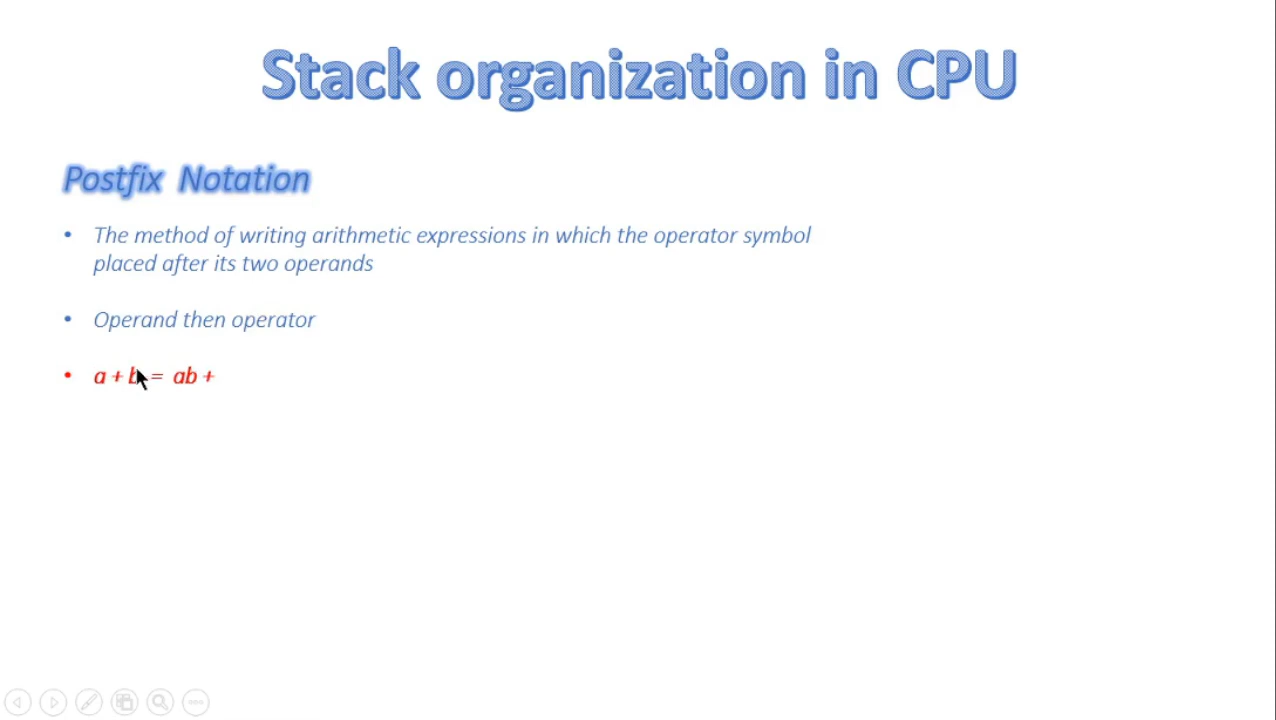 Stack organization in CPU
Postfix Notation
• The method of writing arithmetic expressions in which the operator symbol
placed after its two operands
• Operand then operator
• a + b = ab +